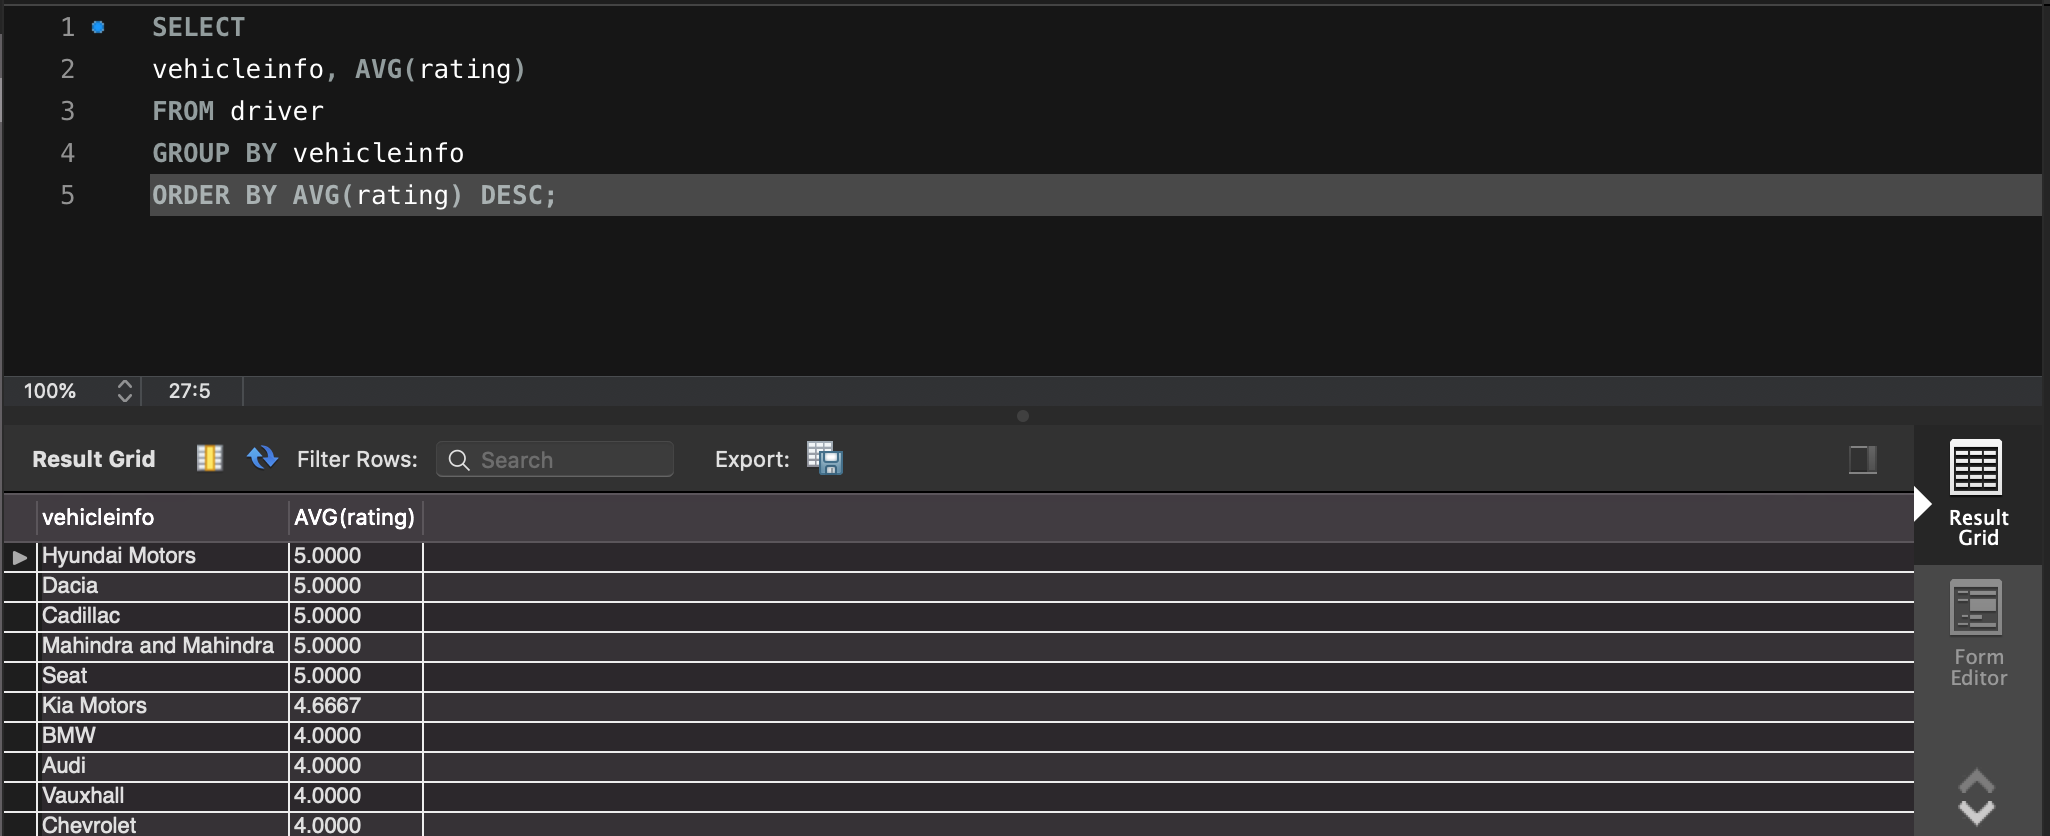 1 SELECT
2 vehicleinfo, AVG(rating)
3 FROM driver
4 GROUP BY vehicleinfo
5 ORDER BY AVG(rating) DESC;
100% 27:5
Result Grid Filter Rows: Search Export:
vehicleinfo AVG(rating)
Hyundai Motors 5.0000
Dacia 5.0000
Cadillac 5.0000
Mahindra and Mahindra 5.0000
Seat 5.0000
Kia Motors 4.6667
BMW 4.0000
Audi 4.0000
Vauxhall 4.0000
Chevrolet 4.0000
Result
Grid
Form
Editor